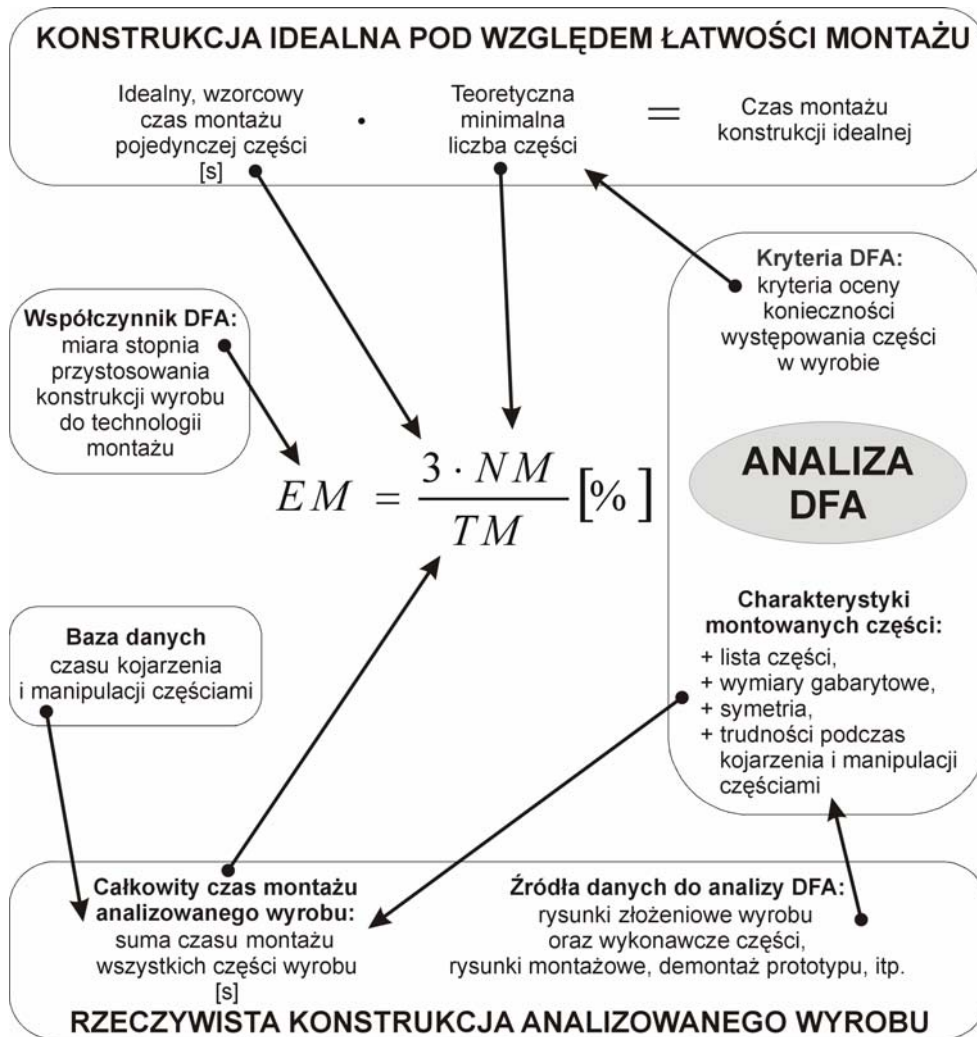 KONSTRUKCJA IDEALNA POD WZGLĘDEM ŁATWOŚCI MONTAŻU
Idealny, wzorcowy
czas montażu
pojedynczej części
[s]
·
Teoretyczna
minimalna
liczba części
=
Czas montażu
konstrukcji idealnej
Kryteria DFA:
kryteria oceny
konieczności
występowania części
w wyrobie
Współczynnik DFA:
miara stopnia
przystosowania
konstrukcji wyrobu
do technologii
montażu
EM = 3 · NM / TM [%]
ANALIZA
DFA
Charakterystyki
montowanych części:
+ lista części,
+ wymiary gabarytowe,
+ symetria,
+ trudności podczas
kojarzenia i manipulacji
częściami
Baza danych
czasu kojarzenia
i manipulacji częściami
Całkowity czas montażu
analizowanego wyrobu:
suma czasu montażu
wszystkich części wyrobu
[s]
Źródła danych do analizy DFA:
rysunki złożeniowe wyrobu
oraz wykonawcze części,
rysunki montażowe, demontaż prototypu, itp.
RZECZYWISTA KONSTRUKCJA ANALIZOWANEGO WYROBU